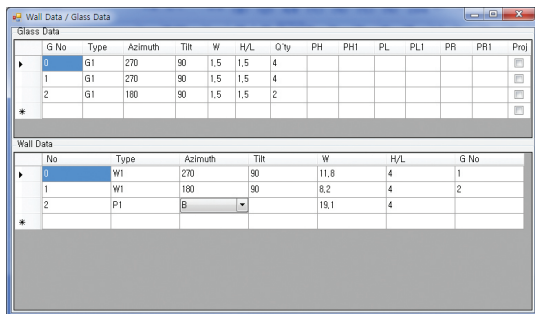 Wall Data / Glass Data
Glass Data
G No Type Azimuth Tilt W H/L Q'ty PH PH1 PL PL1 PR PR1 Proj
0 G1 270 90 1,5 1,5 4
1 G1 270 90 1,5 1,5 4
2 G1 180 90 1,5 1,5 2
Wall Data
No Type Azimuth Tilt W H/L G No
0 W1 270 90 11,8 4 1
1 W1 180 90 8,2 4 2
2 P1 B 19,1 4